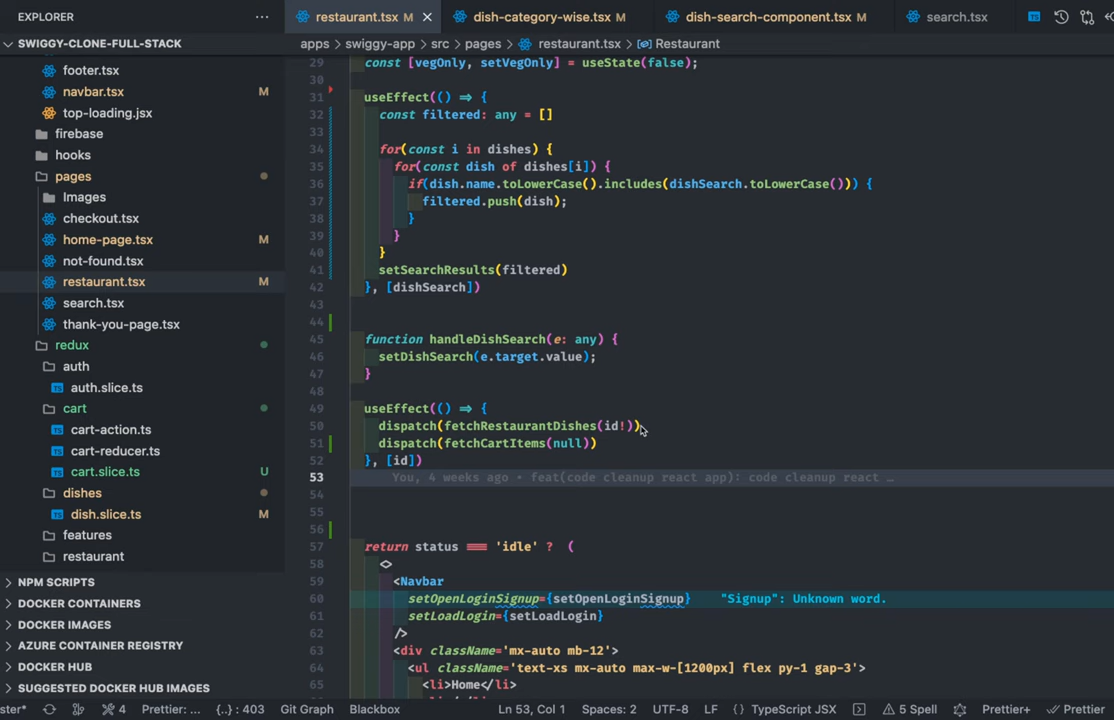 EXPLORER ...
restaurant.tsx M
dish-category-wise.tsx M
dish-search-component.tsx M
search.tsx
SWIGGY-CLONE-FULL-STACK
apps > swiggy-app > src > pages > restaurant.tsx > Restaurant
footer.tsx
navbar.tsx M
top-loading.jsx
firebase
hooks
pages
Images
checkout.tsx
home-page.tsx M
not-found.tsx
restaurant.tsx M
search.tsx
thank-you-page.tsx
redux
auth
auth.slice.ts
cart
cart-action.ts
cart-reducer.ts
cart.slice.ts U
dishes
dish.slice.ts M
features
restaurant
NPM SCRIPTS
DOCKER CONTAINERS
DOCKER IMAGES
AZURE CONTAINER REGISTRY
DOCKER HUB
SUGGESTED DOCKER HUB IMAGES
29 const [vegOnly, setVegOnly] = useState(false);
30
31 useEffect(() => {
32 const filtered: any = []
33
34 for(const i in dishes) {
35 for(const dish of dishes[i]) {
36 if(dish.name.toLowerCase().includes(dishSearch.toLowerCase())) {
37 filtered.push(dish);
38 }
39 }
40 }
41 setSearchResults(filtered)
42 }, [dishSearch])
43
44
45 function handleDishSearch(e: any) {
46 setDishSearch(e.target.value);
47 }
48
49 useEffect(() => {
50 dispatch(fetchRestaurantDishes(id!))
51 dispatch(fetchCartItems(null))
52 }, [id])
53 You, 4 weeks ago • feat(code cleanup react app): code cleanup react …
54
55
56
57 return status === 'idle' ? (
58 <>
59 <Navbar
60 setOpenLoginSignup={setOpenLoginSignup} "Signup": Unknown word.
61 setLoadLogin={setLoadLogin}
62 />
63 <div className='mx-auto mb-12'>
64 <ul className='text-xs mx-auto max-w-[1200px] flex py-1 gap-3'>
65 <li>Home</li>
ster* 4 Prettier: ... {..} : 403 Git Graph Blackbox Ln 53, Col 1 Spaces: 2 UTF-8 LF {} TypeScript JSX 5 Spell Prettier+ Prettier